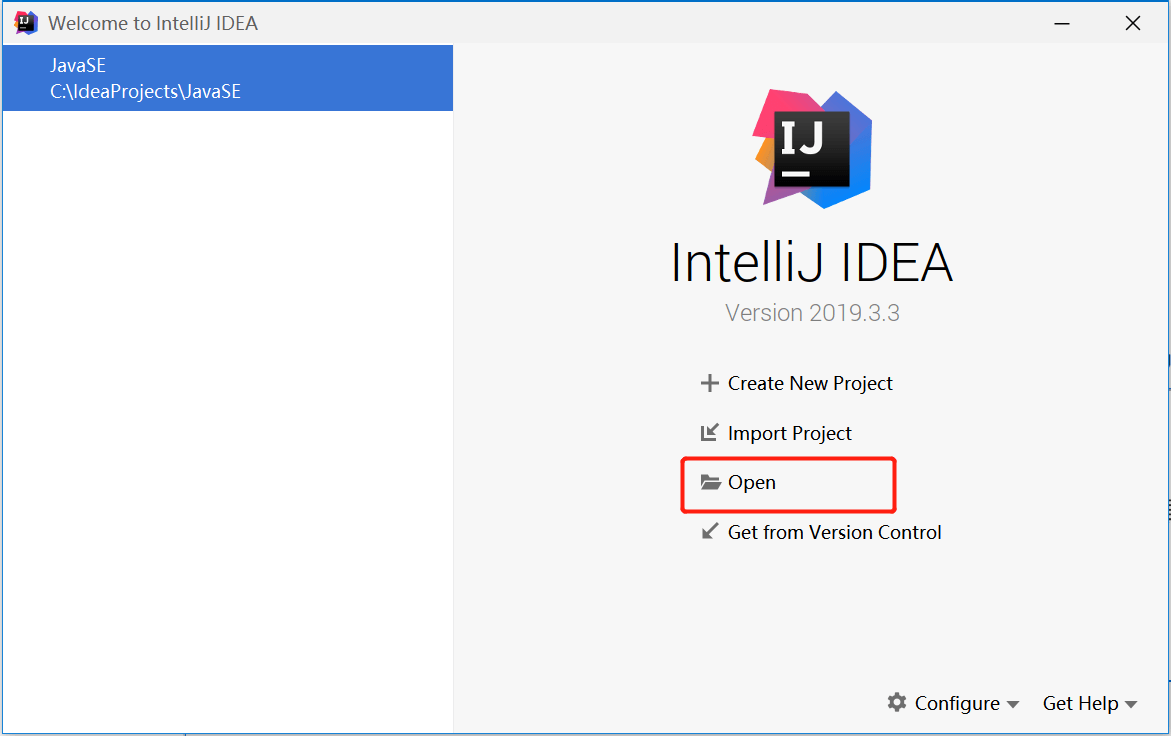 Welcome to IntelliJ IDEA
JavaSE
C:\IdeaProjects\JavaSE
IJ
IntelliJ IDEA
Version 2019.3.3
Create New Project
Import Project
Open
Get from Version Control
Configure
Get Help